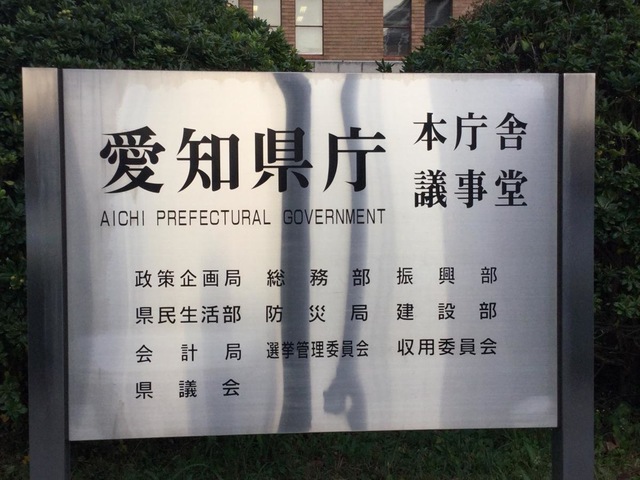 愛知県庁 本庁舎
議事堂
AICHI PREFECTURAL GOVERNMENT
政策企画局 総務部 振興部
県民生活部 防災局 建設部
会計局 選挙管理委員会 収用委員会
県議会